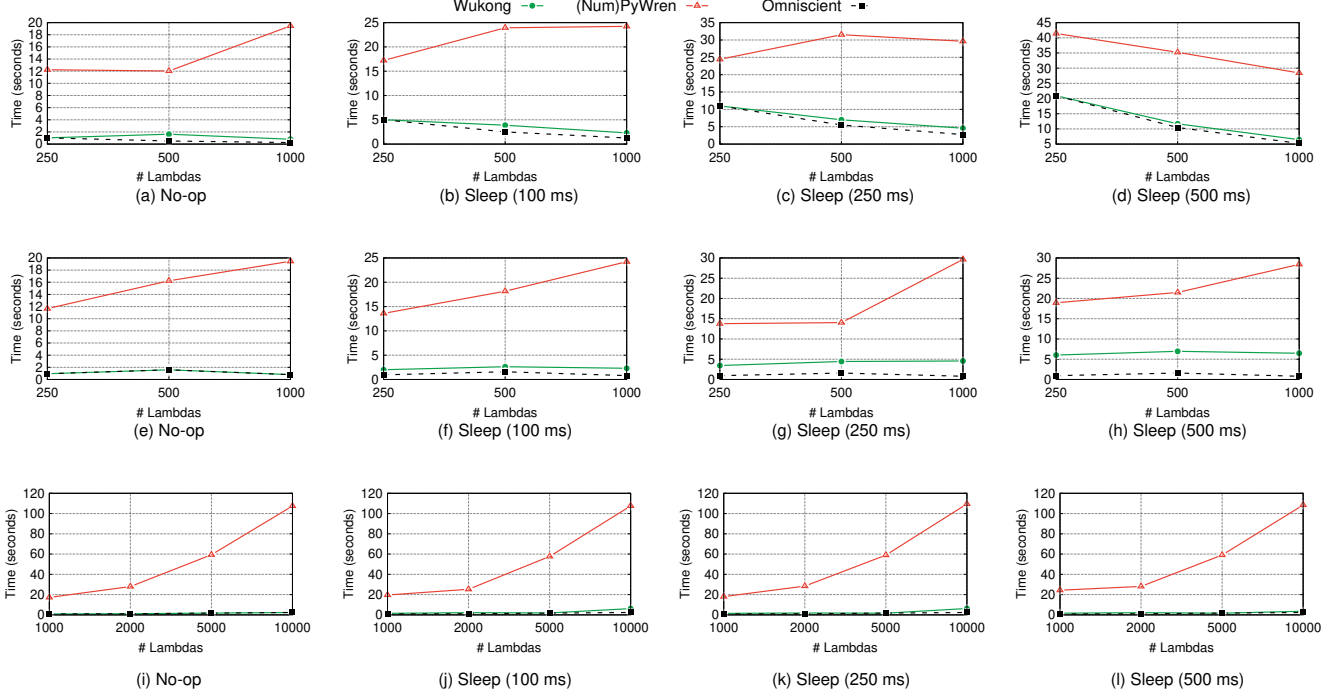 Wukong (Num)PyWren Omniscient
20 18 16 14 12 10 8 6 4 2 0
Time (seconds)
250 500 1000
# Lambdas
(a) No-op
25 20 15 10 5 0
Time (seconds)
250 500 1000
# Lambdas
(b) Sleep (100 ms)
35 30 25 20 15 10 5 0
Time (seconds)
250 500 1000
# Lambdas
(c) Sleep (250 ms)
45 40 35 30 25 20 15 10 5
Time (seconds)
250 500 1000
# Lambdas
(d) Sleep (500 ms)
20 18 16 14 12 10 8 6 4 2 0
Time (seconds)
250 500 1000
# Lambdas
(e) No-op
25 20 15 10 5 0
Time (seconds)
250 500 1000
# Lambdas
(f) Sleep (100 ms)
30 25 20 15 10 5 0
Time (seconds)
250 500 1000
# Lambdas
(g) Sleep (250 ms)
30 25 20 15 10 5 0
Time (seconds)
250 500 1000
# Lambdas
(h) Sleep (500 ms)
120 100 80 60 40 20 0
Time (seconds)
1000 2000 5000 10000
# Lambdas
(i) No-op
120 100 80 60 40 20 0
Time (seconds)
1000 2000 5000 10000
# Lambdas
(j) Sleep (100 ms)
120 100 80 60 40 20 0
Time (seconds)
1000 2000 5000 10000
# Lambdas
(k) Sleep (250 ms)
120 100 80 60 40 20 0
Time (seconds)
1000 2000 5000 10000
# Lambdas
(l) Sleep (500 ms)